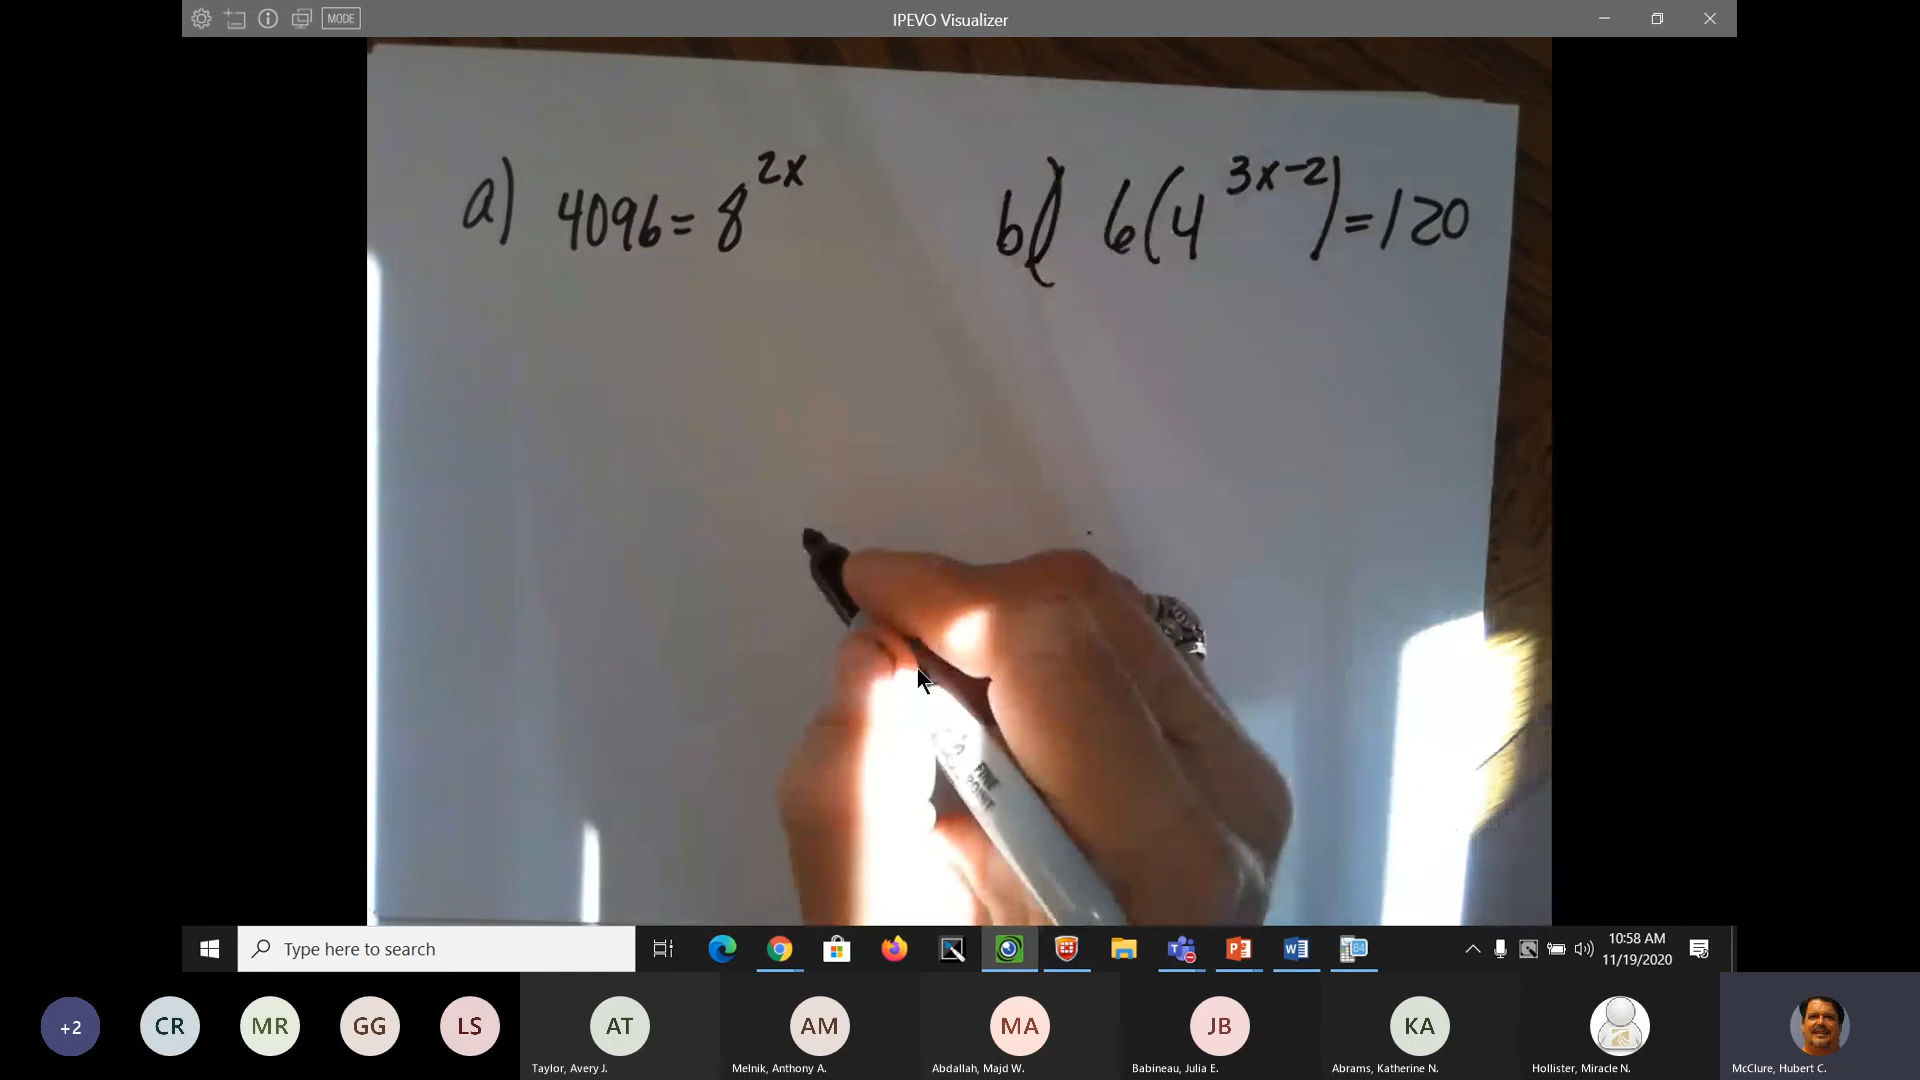 MODE
IPEVO Visualizer
a) 4096 = 8^{2x}
b) 6(4^{3x-2}) = 120
FINE
POINT
Type here to search
10:58 AM
11/19/2020
+2
CR
MR
GG
LS
AT
AM
MA
JB
KA
Taylor, Avery J.
Melnik, Anthony A.
Abdallah, Majd W.
Babineau, Julia E.
Abrams, Katherine N.
Hollister, Miracle N.
McClure, Hubert C.